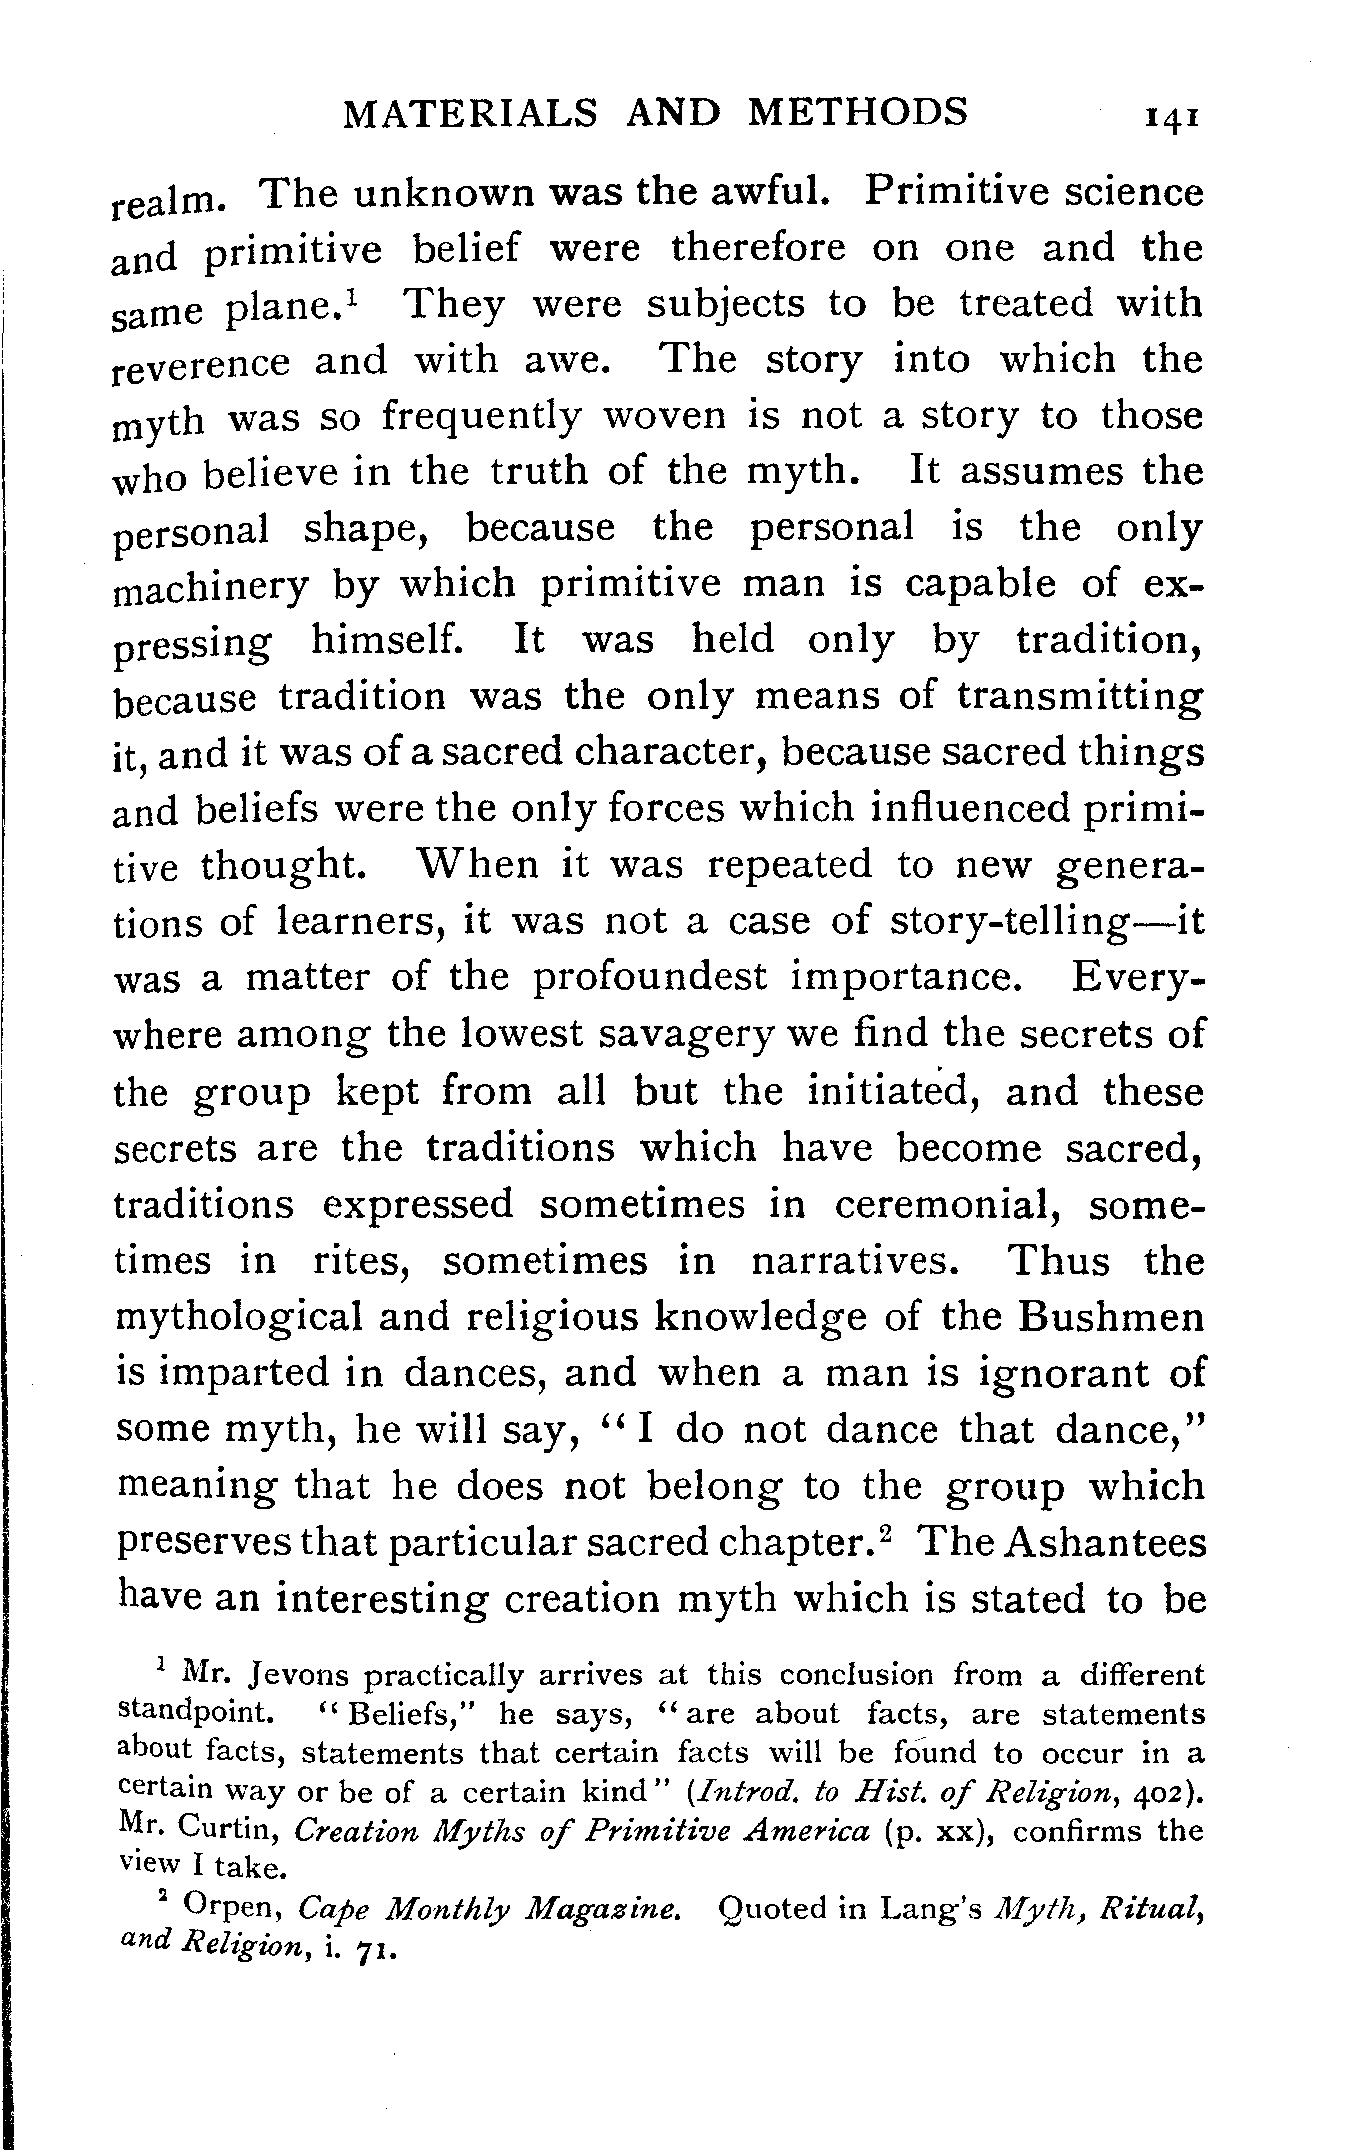 MATERIALS AND METHODS 141
realm. The unknown was the awful. Primitive science
and primitive belief were therefore on one and the
same plane.¹ They were subjects to be treated with
reverence and with awe. The story into which the
myth was so frequently woven is not a story to those
who believe in the truth of the myth. It assumes the
personal shape, because the personal is the only
machinery by which primitive man is capable of ex-
pressing himself. It was held only by tradition,
because tradition was the only means of transmitting
it, and it was of a sacred character, because sacred things
and beliefs were the only forces which influenced primi-
tive thought. When it was repeated to new genera-
tions of learners, it was not a case of story-telling—it
was a matter of the profoundest importance. Every-
where among the lowest savagery we find the secrets of
the group kept from all but the initiated, and these
secrets are the traditions which have become sacred,
traditions expressed sometimes in ceremonial, some-
times in rites, sometimes in narratives. Thus the
mythological and religious knowledge of the Bushmen
is imparted in dances, and when a man is ignorant of
some myth, he will say, “ I do not dance that dance,”
meaning that he does not belong to the group which
preserves that particular sacred chapter.² The Ashantees
have an interesting creation myth which is stated to be
¹ Mr. Jevons practically arrives at this conclusion from a different
standpoint. “ Beliefs,” he says, “ are about facts, are statements
about facts, statements that certain facts will be found to occur in a
certain way or be of a certain kind” (Introd. to Hist. of Religion, 402).
Mr. Curtin, Creation Myths of Primitive America (p. xx), confirms the
view I take.
² Orpen, Cape Monthly Magazine. Quoted in Lang's Myth, Ritual,
and Religion, i. 71.